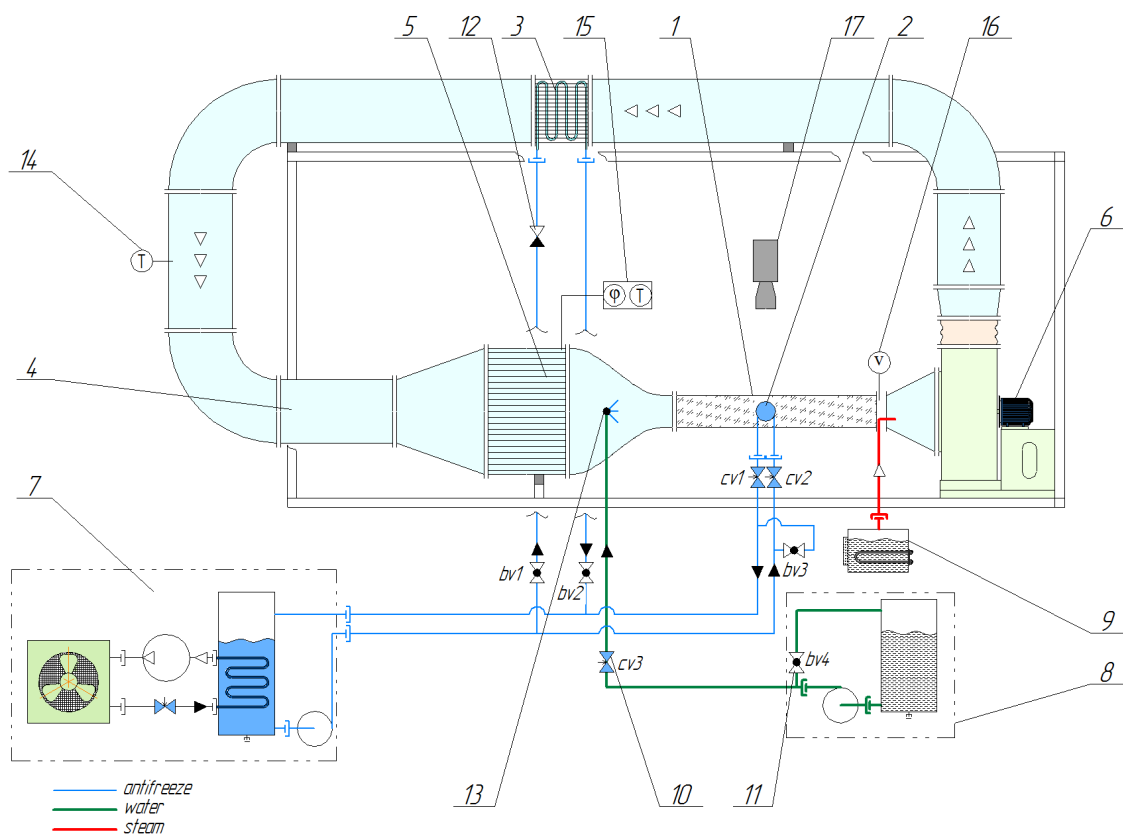 5 12 3 15 1 17 2 16
14
6
φ T
T
v
4
cv1 cv2
7
bv1 bv2 bv3
9
cv3 bv4
8
antifreeze
water
steam
13 10 11